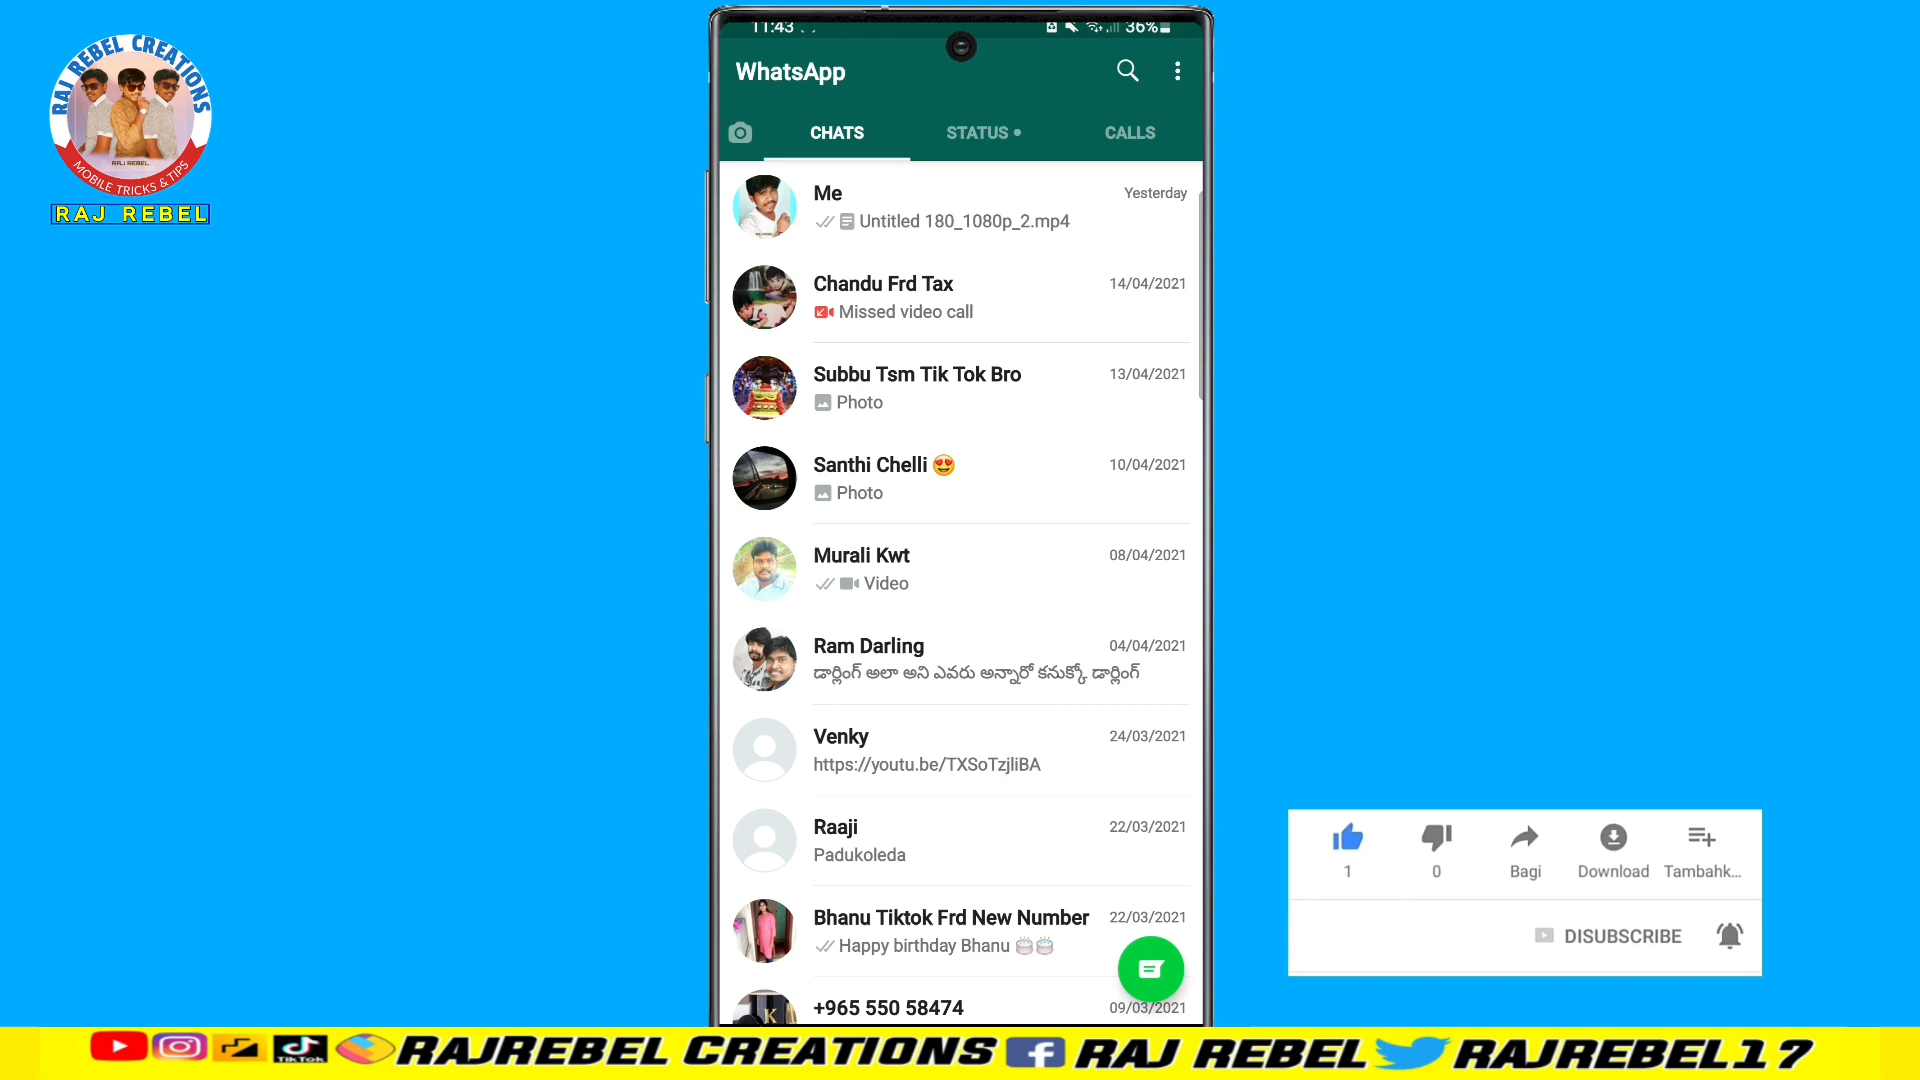 RAJ REBEL CREATIONS
RAJ REBEL
MOBILE TRICKS & TIPS
RAJ REBEL
11:43
36%
WhatsApp
CHATS STATUS CALLS
Me Yesterday
Untitled 180_1080p_2.mp4
Chandu Frd Tax 14/04/2021
Missed video call
Subbu Tsm Tik Tok Bro 13/04/2021
Photo
Santhi Chelli 😍 10/04/2021
Photo
Murali Kwt 08/04/2021
Video
Ram Darling 04/04/2021
డార్లింగ్ అలా అని ఎవరు అన్నారో కనుక్కో డార్లింగ్
Venky 24/03/2021
https://youtu.be/TXSoTzjliBA
Raaji 22/03/2021
Padukoleda
Bhanu Tiktok Frd New Number 22/03/2021
Happy birthday Bhanu 🎂🎂
+965 550 58474 09/03/2021
K
1 0 Bagi Download Tambahk...
DISUBSCRIBE
TikTok RAJREBEL CREATIONS RAJ REBEL RAJREBEL17